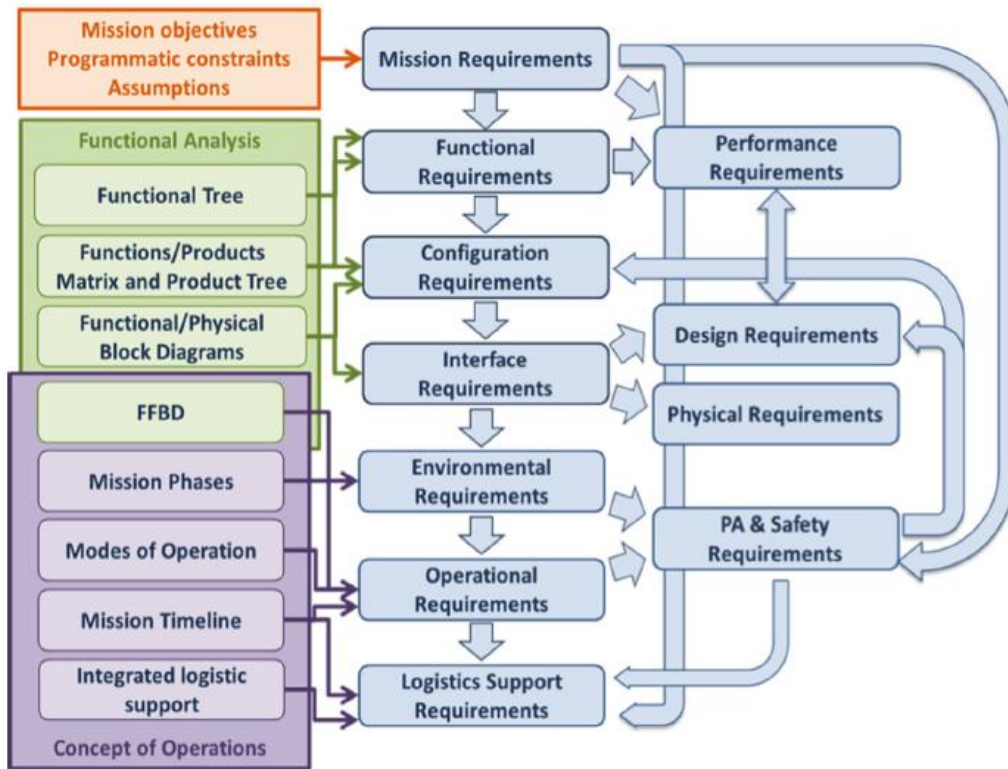 Mission objectives
Programmatic constraints
Assumptions
Mission Requirements
Functional Analysis
Functional Tree
Functions/Products
Matrix and Product Tree
Functional/Physical
Block Diagrams
FFBD
Mission Phases
Modes of Operation
Mission Timeline
Integrated logistic
support
Concept of Operations
Functional
Requirements
Configuration
Requirements
Interface
Requirements
Environmental
Requirements
Operational
Requirements
Logistics Support
Requirements
Performance
Requirements
Design Requirements
Physical Requirements
PA & Safety
Requirements